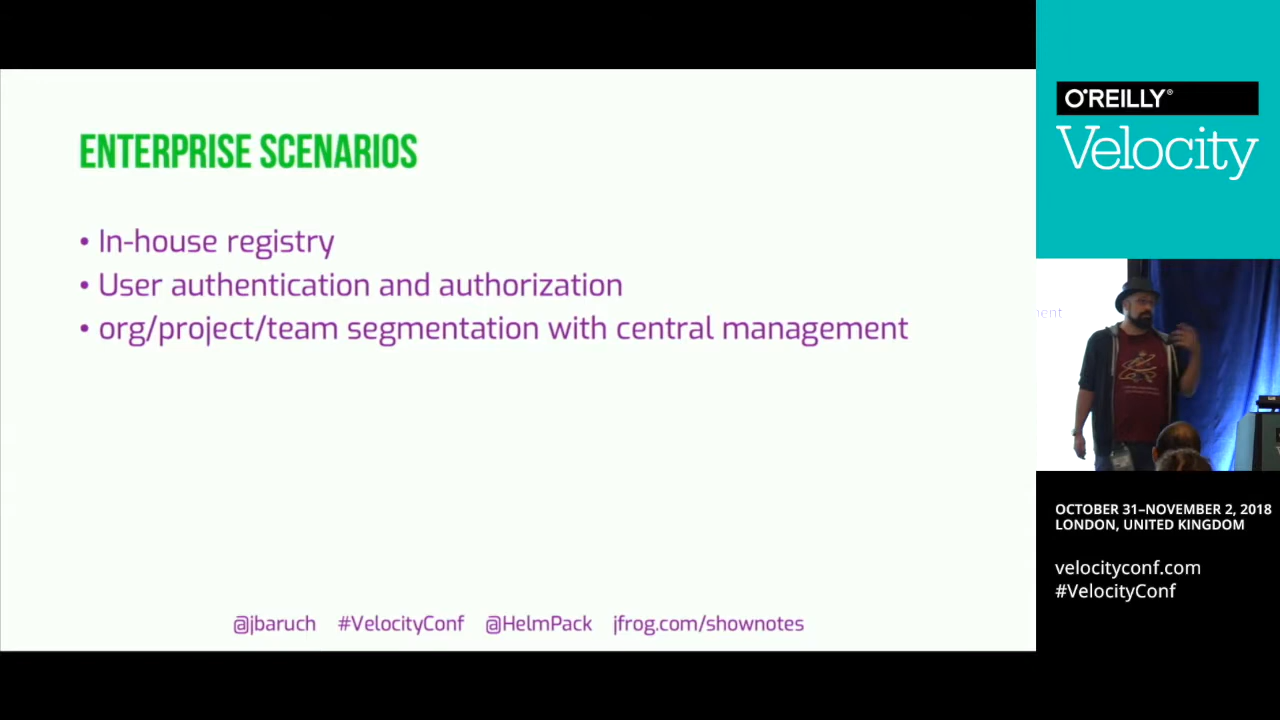 ENTERPRISE SCENARIOS
• In-house registry
• User authentication and authorization
• org/project/team segmentation with central management
@jbaruch #VelocityConf @HelmPack jfrog.com/shownotes
O'REILLY®
Velocity
ment
OCTOBER 31–NOVEMBER 2, 2018
LONDON, UNITED KINGDOM
velocityconf.com
#VelocityConf